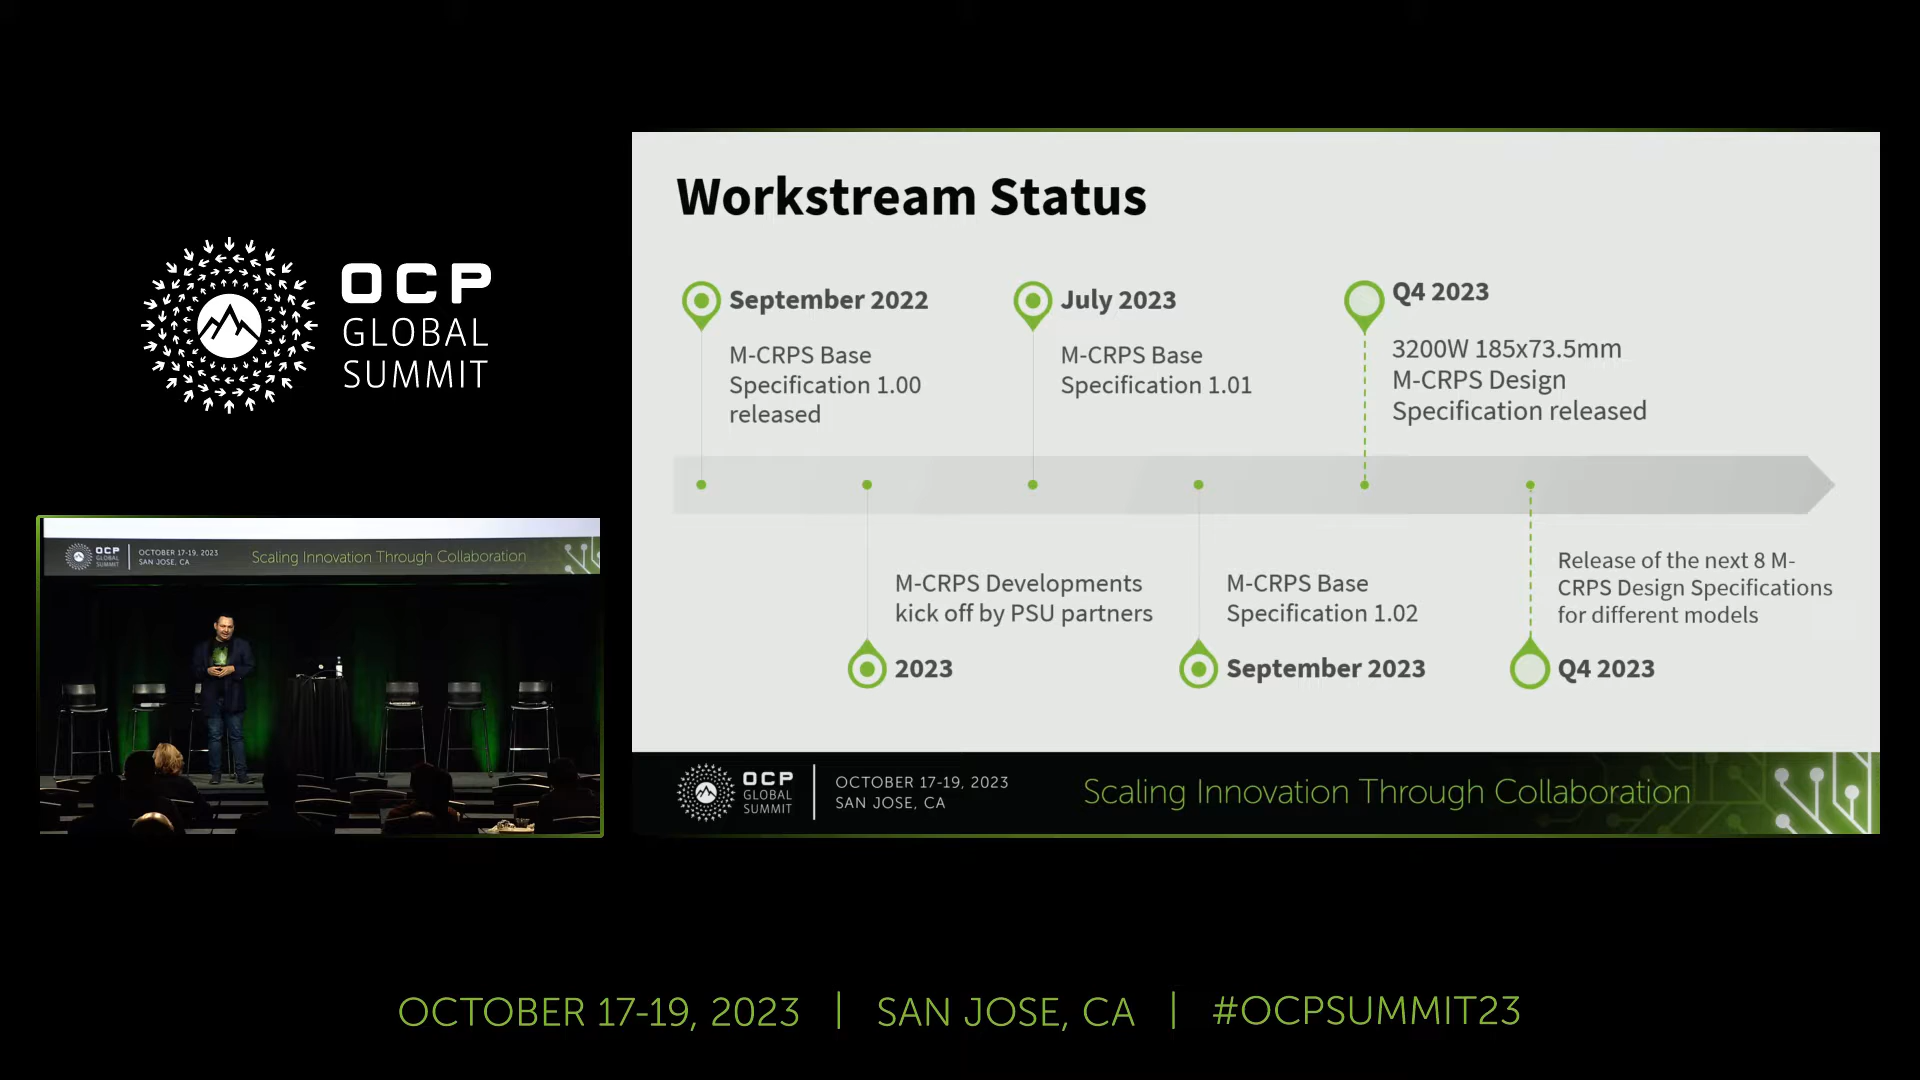 OCP
GLOBAL
SUMMIT
OCP
GLOBAL
SUMMIT
OCTOBER 17-19, 2023
SAN JOSE, CA
Scaling Innovation Through Collaboration
Workstream Status
September 2022
M-CRPS Base
Specification 1.00
released
July 2023
M-CRPS Base
Specification 1.01
Q4 2023
3200W 185x73.5mm
M-CRPS Design
Specification released
M-CRPS Developments
kick off by PSU partners
2023
M-CRPS Base
Specification 1.02
September 2023
Release of the next 8 M-
CRPS Design Specifications
for different models
Q4 2023
OCP
GLOBAL
SUMMIT
OCTOBER 17-19, 2023
SAN JOSE, CA
Scaling Innovation Through Collaboration
OCTOBER 17-19, 2023 | SAN JOSE, CA | #OCPSUMMIT23